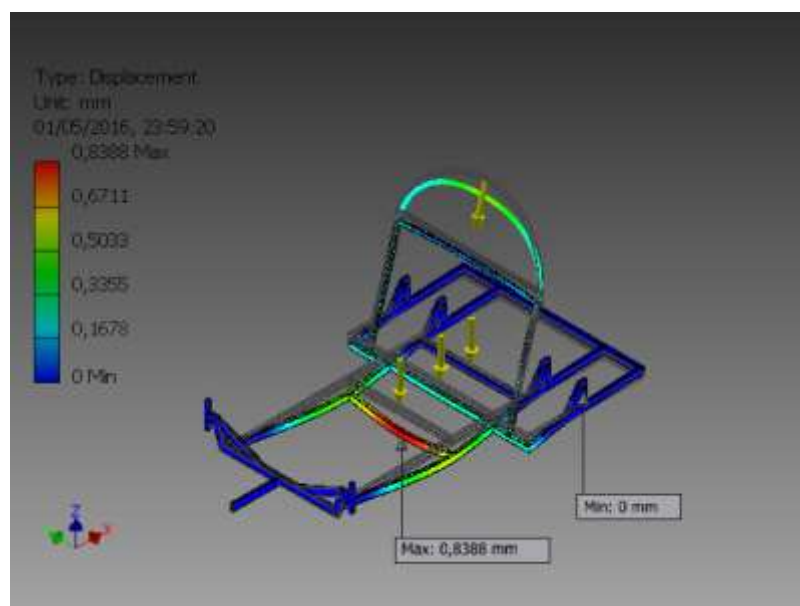 Type: Displacement
Unit: mm
01/05/2016, 23:59:20
0,8388 Max
0,6711
0,5033
0,3355
0,1678
0 Min
Z
X
Min: 0 mm
Max: 0,8388 mm